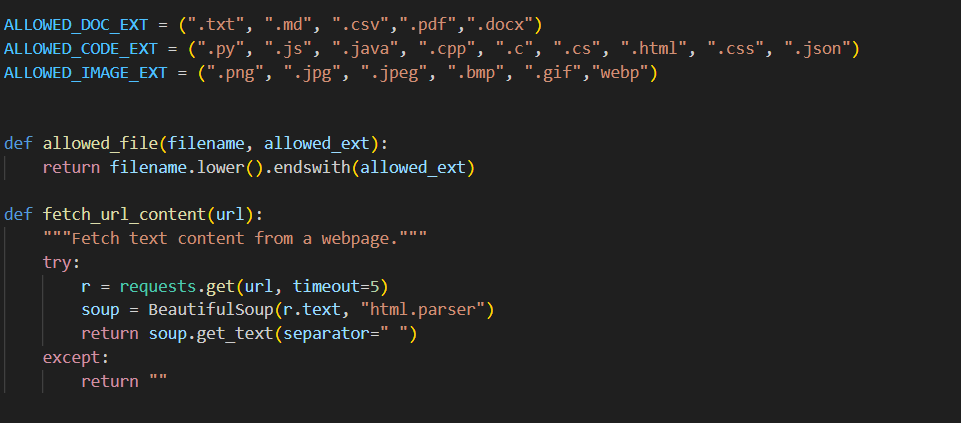 ALLOWED_DOC_EXT = (".txt", ".md", ".csv",".pdf",".docx")
ALLOWED_CODE_EXT = (".py", ".js", ".java", ".cpp", ".c", ".cs", ".html", ".css", ".json")
ALLOWED_IMAGE_EXT = (".png", ".jpg", ".jpeg", ".bmp", ".gif","webp")
def allowed_file(filename, allowed_ext):
    return filename.lower().endswith(allowed_ext)
def fetch_url_content(url):
    """Fetch text content from a webpage."""
    try:
        r = requests.get(url, timeout=5)
        soup = BeautifulSoup(r.text, "html.parser")
        return soup.get_text(separator=" ")
    except:
        return ""